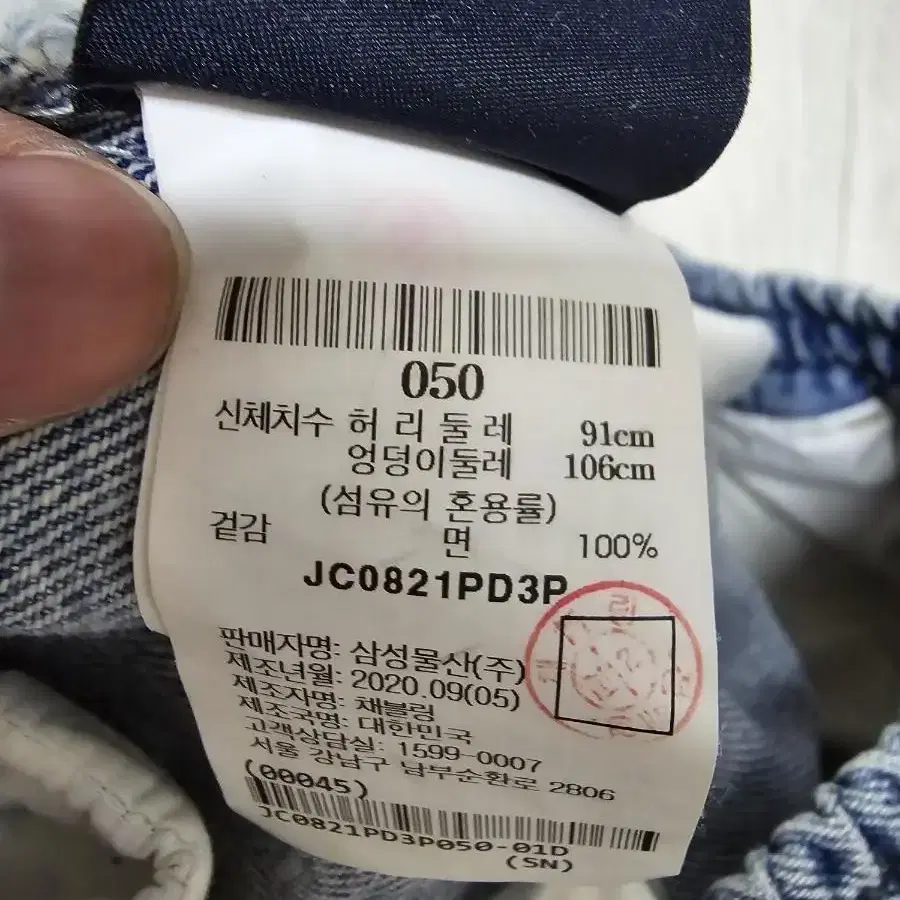 050
신체치수 허 리 둘 레 91cm
엉덩이둘레 106cm
(섬유의 혼용률)
겉감 면 100%
JC0821PD3P
판매자명: 삼성물산(주)
제조년월: 2020.09(05)
제조자명: 채블링
제조국명: 대한민국
고객상담실: 1599-0007
서울 강남구 남부순환로 2806
(00045)
JC0821PD3P050-01D
(SN)